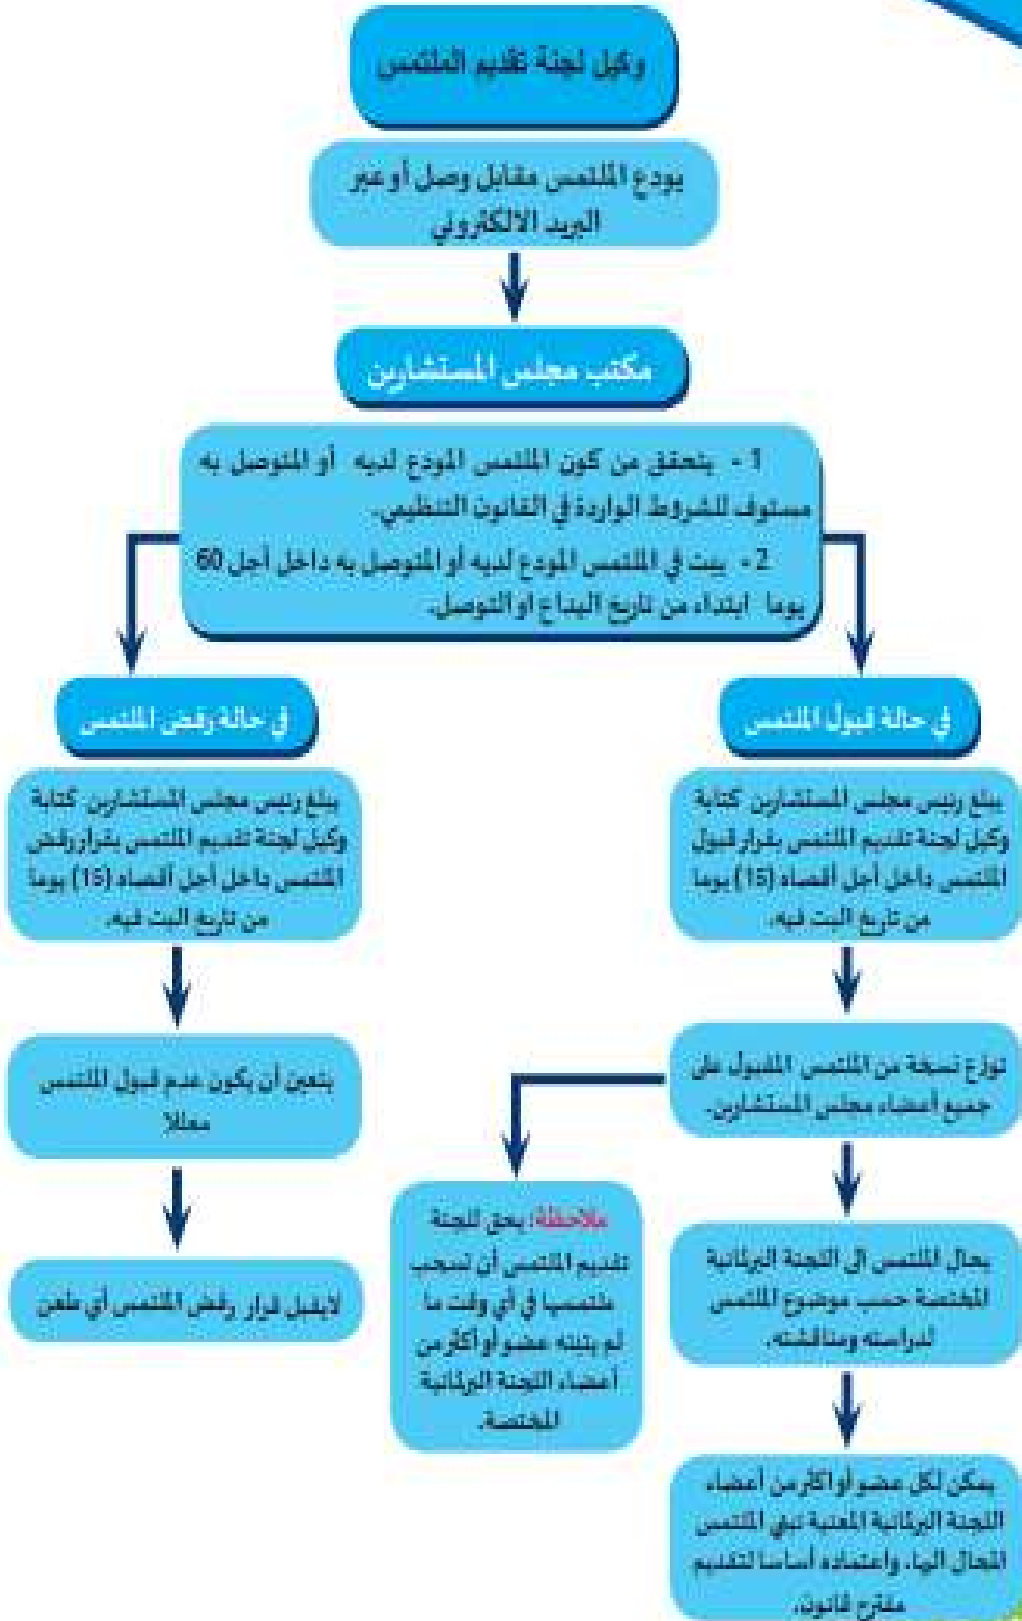 وكيل لجنة تقديم الملتمس
يودع الملتمس مقابل وصل أو عبر
البريد الالكتروني
مكتب مجلس المستشارين
1 - يتحقق من كون الملتمس المودع لديه أو المتوصل به
مستوف للشروط الواردة في القانون التنظيمي.
2 - يبت في الملتمس المودع لديه أو المتوصل به داخل أجل 60
يوما ابتداء من تاريخ اليداع او التوصل.
في حالة قبول الملتمس
يبلغ رئيس مجلس المستشارين كتابة
وكيل لجنة تقديم الملتمس بقرار قبول
الملتمس داخل أجل أقصاه (15) يوما
من تاريخ البت فيه.
توزع نسخة من الملتمس المقبول على
جميع أعضاء مجلس المستشارين.
يحال الملتمس الى اللجنة البرلمانية
المختصة حسب موضوع الملتمس
لدراسته ومناقشته.
يمكن لكل عضو أو اكثر من أعضاء
اللجنة البرلمانية المعنية تبني الملتمس
المحال اليها، واعتماده أساسا لتقديم
مقترح قانون.
ملاحظة: يحق للجنة
تقديم الملتمس أن تسحب
ملتمسها في أي وقت ما
لم يتبنه عضو أو أكثر من
أعضاء اللجنة البرلمانية
المختصة.
في حالة رفض الملتمس
يبلغ رئيس مجلس المستشارين كتابة
وكيل لجنة تقديم الملتمس بقرار رفض
الملتمس داخل أجل أقصاه (15) يوما
من تاريخ البت فيه.
يتعين أن يكون عدم قبول الملتمس
معللا
لايقبل قرار رفض الملتمس أي طعن